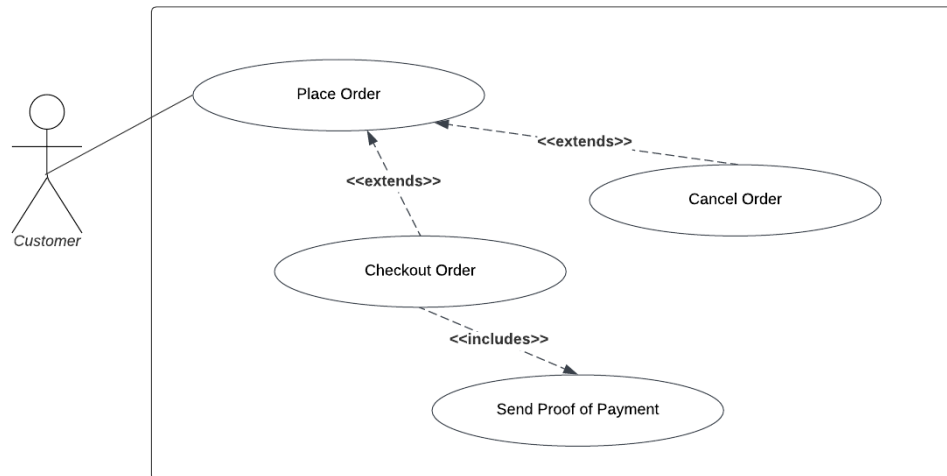 Place Order
<<extends>>
<<extends>>
Cancel Order
Customer
Checkout Order
<<includes>>
Send Proof of Payment